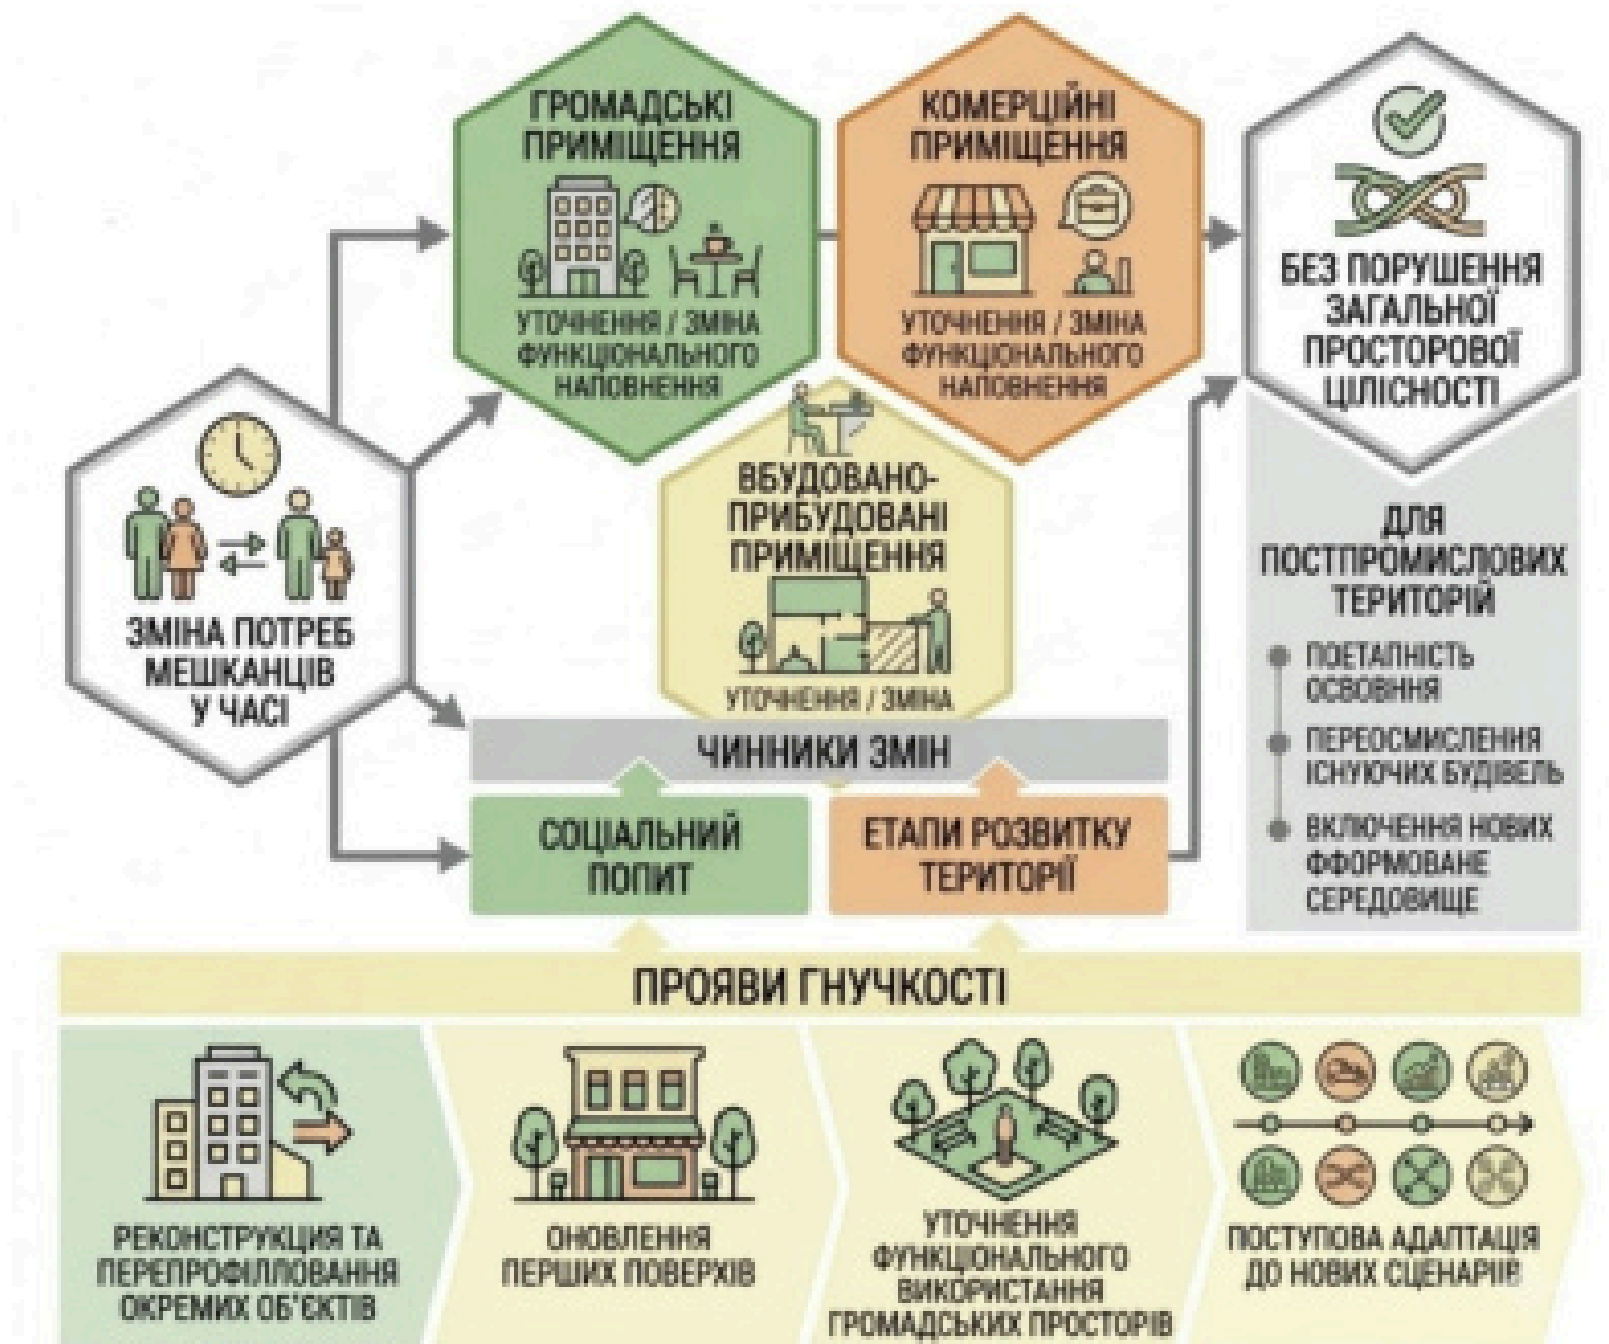 ГРОМАДСЬКІ
ПРИМІЩЕННЯ
УТОЧНЕННЯ / ЗМІНА
ФУНКЦІОНАЛЬНОГО
НАПОВНЕННЯ
КОМЕРЦІЙНІ
ПРИМІЩЕННЯ
УТОЧНЕННЯ / ЗМІНА
ФУНКЦІОНАЛЬНОГО
НАПОВНЕННЯ
БЕЗ ПОРУШЕННЯ
ЗАГАЛЬНОЇ
ПРОСТОРОВОЇ
ЦІЛІСНОСТІ
ЗМІНА ПОТРЕБ
МЕШКАНЦІВ
У ЧАСІ
ВБУДОВАНО-
ПРИБУДОВАНІ
ПРИМІЩЕННЯ
УТОЧНЕННЯ / ЗМІНА
ЧИННИКИ ЗМІН
СОЦІАЛЬНИЙ
ПОПИТ
ЕТАПИ РОЗВИТКУ
ТЕРИТОРІЇ
ДЛЯ
ПОСТПРОМИСЛОВИХ
ТЕРИТОРІЙ
ПОЕТАПНІСТЬ
ОСВОВННЯ
ПЕРЕОСМИСЛЕННЯ
ІСНУЮЧИХ БУДІВЕЛЬ
ВКЛЮЧЕННЯ НОВИХ
ФФОРМОВАНЕ
СЕРЕДОВИЩЕ
ПРОЯВИ ГНУЧКОСТІ
РЕКОНСТРУКЦИЯ ТА
ПЕРЕПРОФІЛЛОВАННЯ
ОКРЕМИХ ОБ'ЄКТІВ
ОНОВЛЕННЯ
ПЕРШИХ ПОВЕРХІВ
УТОЧНЕННЯ
ФУНКЦІОНАЛЬНОГО
ВИКОРИСТАННЯ
ГРОМАДСЬКИХ ПРОСТОРІВ
ПОСТУПОВА АДАПТАЦІЯ
ДО НОВИХ СЦЕНАРІЇВ